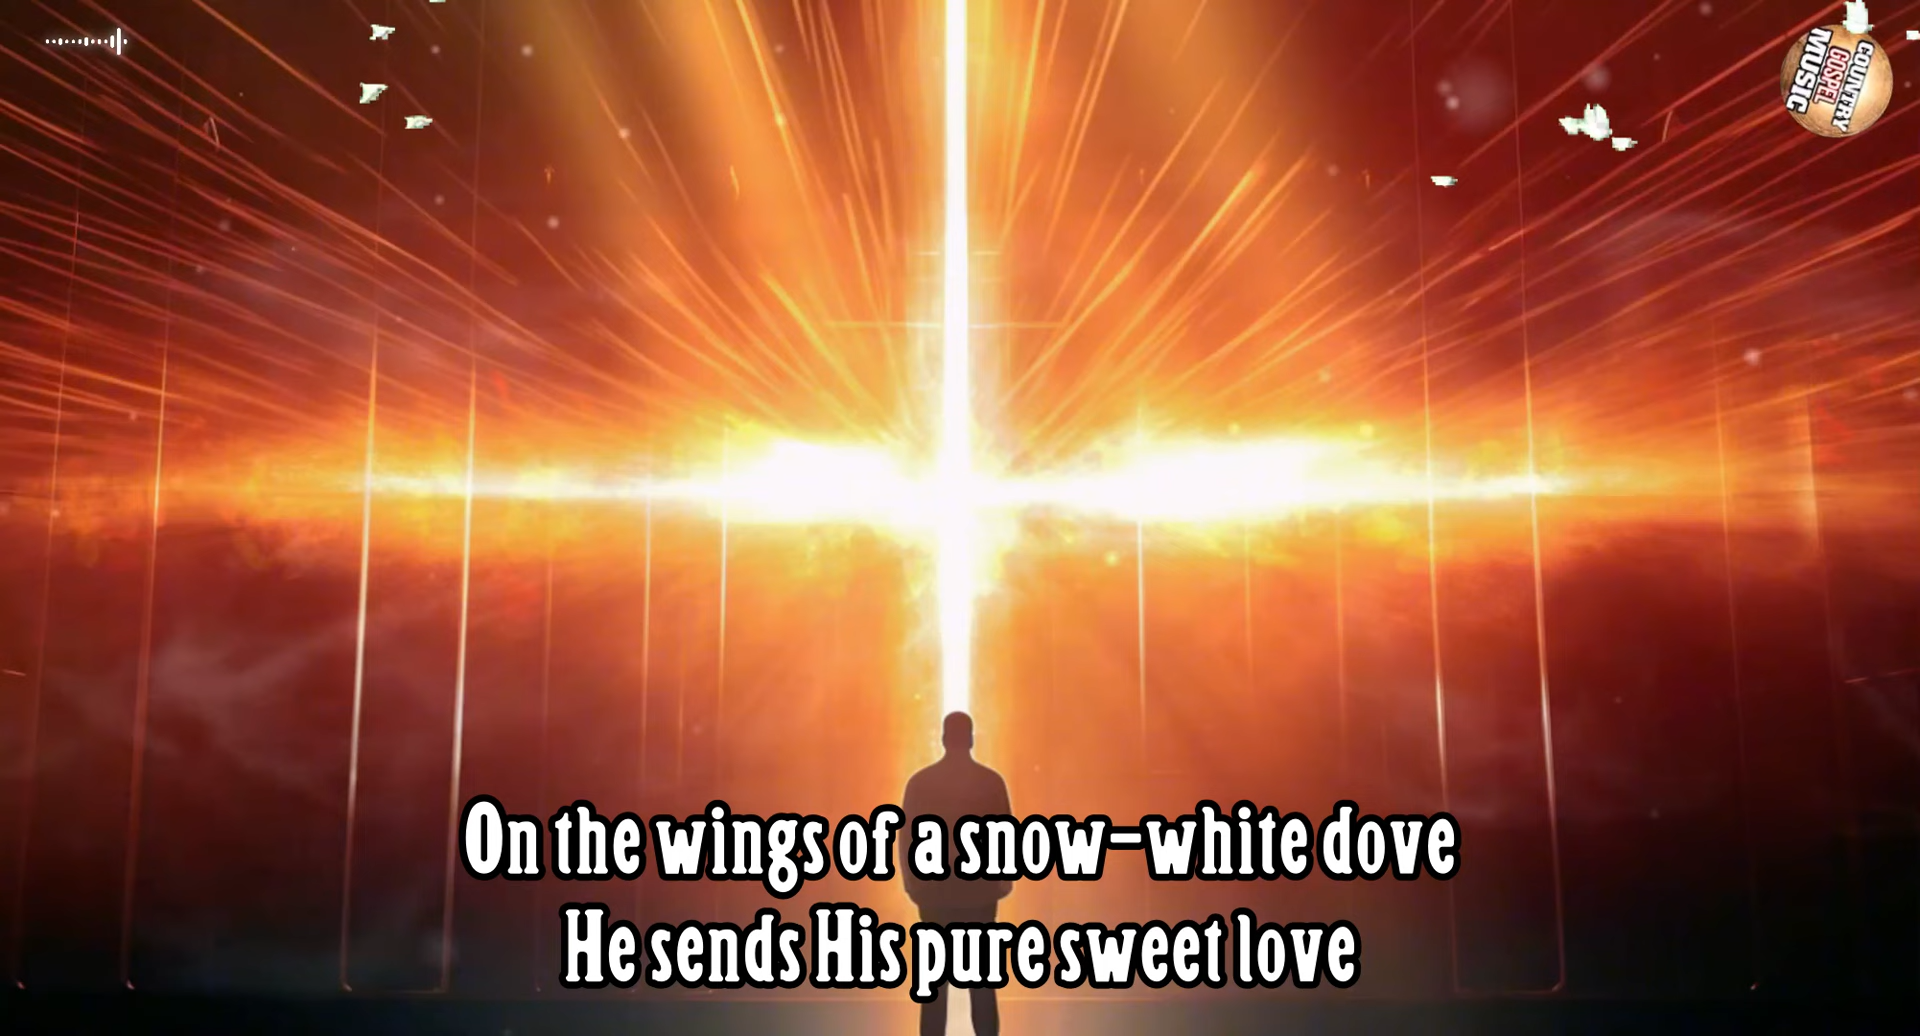 COUNTRY
GOSPEL
MUSIC
On the wings of a snow-white dove
He sends His pure sweet love